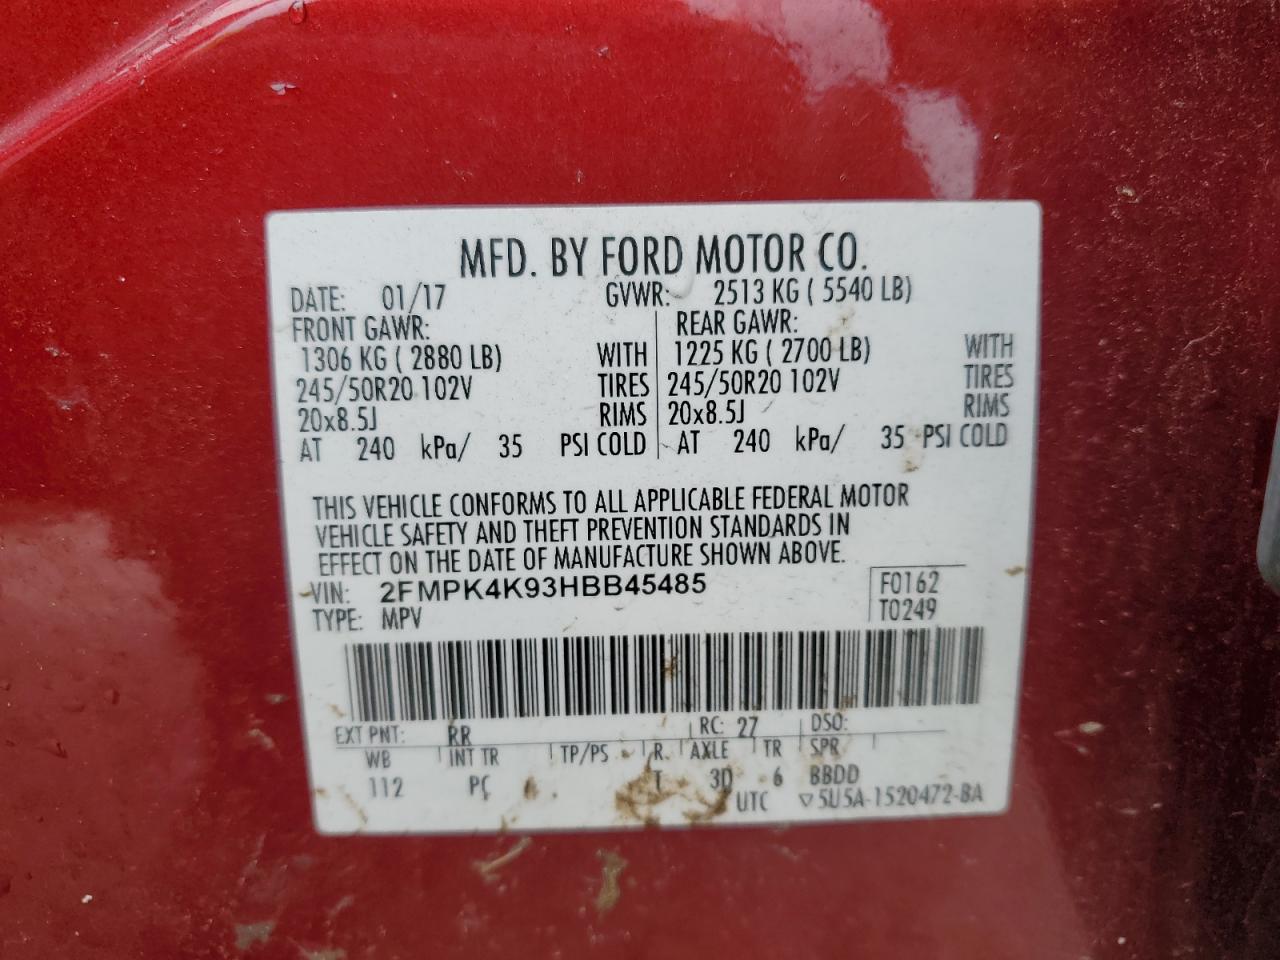 MFD. BY FORD MOTOR CO.
DATE: 01/17 GVWR: 2513 KG ( 5540 LB)
FRONT GAWR: REAR GAWR:
1306 KG ( 2880 LB) WITH 1225 KG ( 2700 LB) WITH
245/50R20 102V TIRES 245/50R20 102V TIRES
20x8.5J RIMS 20x8.5J RIMS
AT 240 kPa/ 35 PSI COLD AT 240 kPa/ 35 PSI COLD
THIS VEHICLE CONFORMS TO ALL APPLICABLE FEDERAL MOTOR
VEHICLE SAFETY AND THEFT PREVENTION STANDARDS IN
EFFECT ON THE DATE OF MANUFACTURE SHOWN ABOVE.
VIN: 2FMPK4K93HBB45485 F0162
TYPE: MPV T0249
EXT PNT: RR RC: 27 DSO:
WB INT TR TP/PS R. AXLE TR SPR
112 PC T 3D 6 BBDD
UTC ▽5U5A-1520472-BA